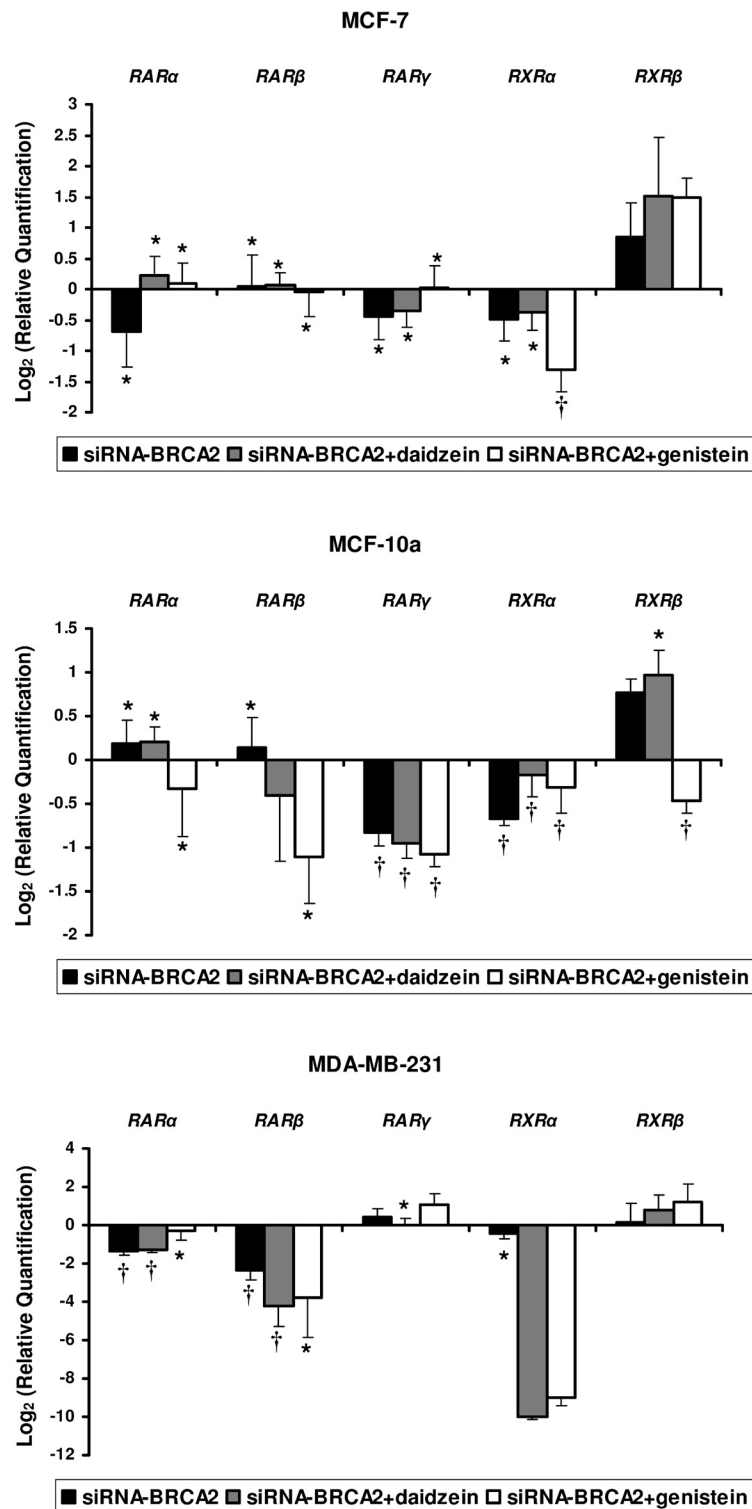 MCF-7
RARα RARβ RARγ RXRα RXRβ
Log₂ (Relative Quantification)
3
2.5
2
1.5
1
0.5
0
-0.5
-1
-1.5
-2
* * * * * * * * * * * †
siRNA-BRCA2 siRNA-BRCA2+daidzein siRNA-BRCA2+genistein
MCF-10a
RARα RARβ RARγ RXRα RXRβ
Log₂ (Relative Quantification)
1.5
1
0.5
0
-0.5
-1
-1.5
-2
* * * * * † † † † † † * †
siRNA-BRCA2 siRNA-BRCA2+daidzein siRNA-BRCA2+genistein
MDA-MB-231
RARα RARβ RARγ RXRα RXRβ
Log₂ (Relative Quantification)
4
2
0
-2
-4
-6
-8
-10
-12
† † * † † * * *
siRNA-BRCA2 siRNA-BRCA2+daidzein siRNA-BRCA2+genistein